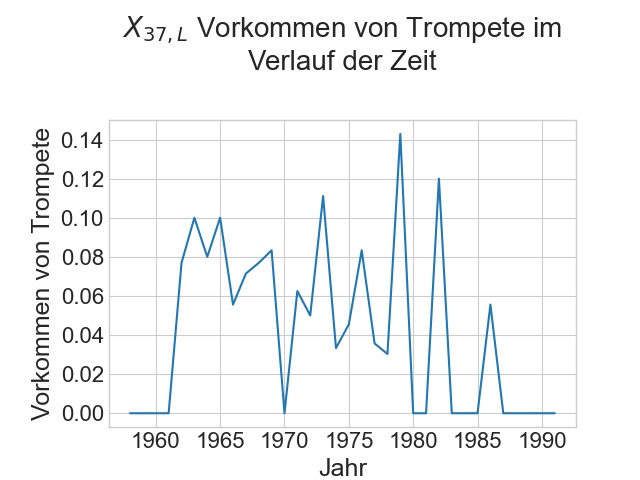 X37,L Vorkommen von Trompete im
Verlauf der Zeit
Vorkommen von Trompete
0.14
0.12
0.10
0.08
0.06
0.04
0.02
0.00
1960 1965 1970 1975 1980 1985 1990
Jahr